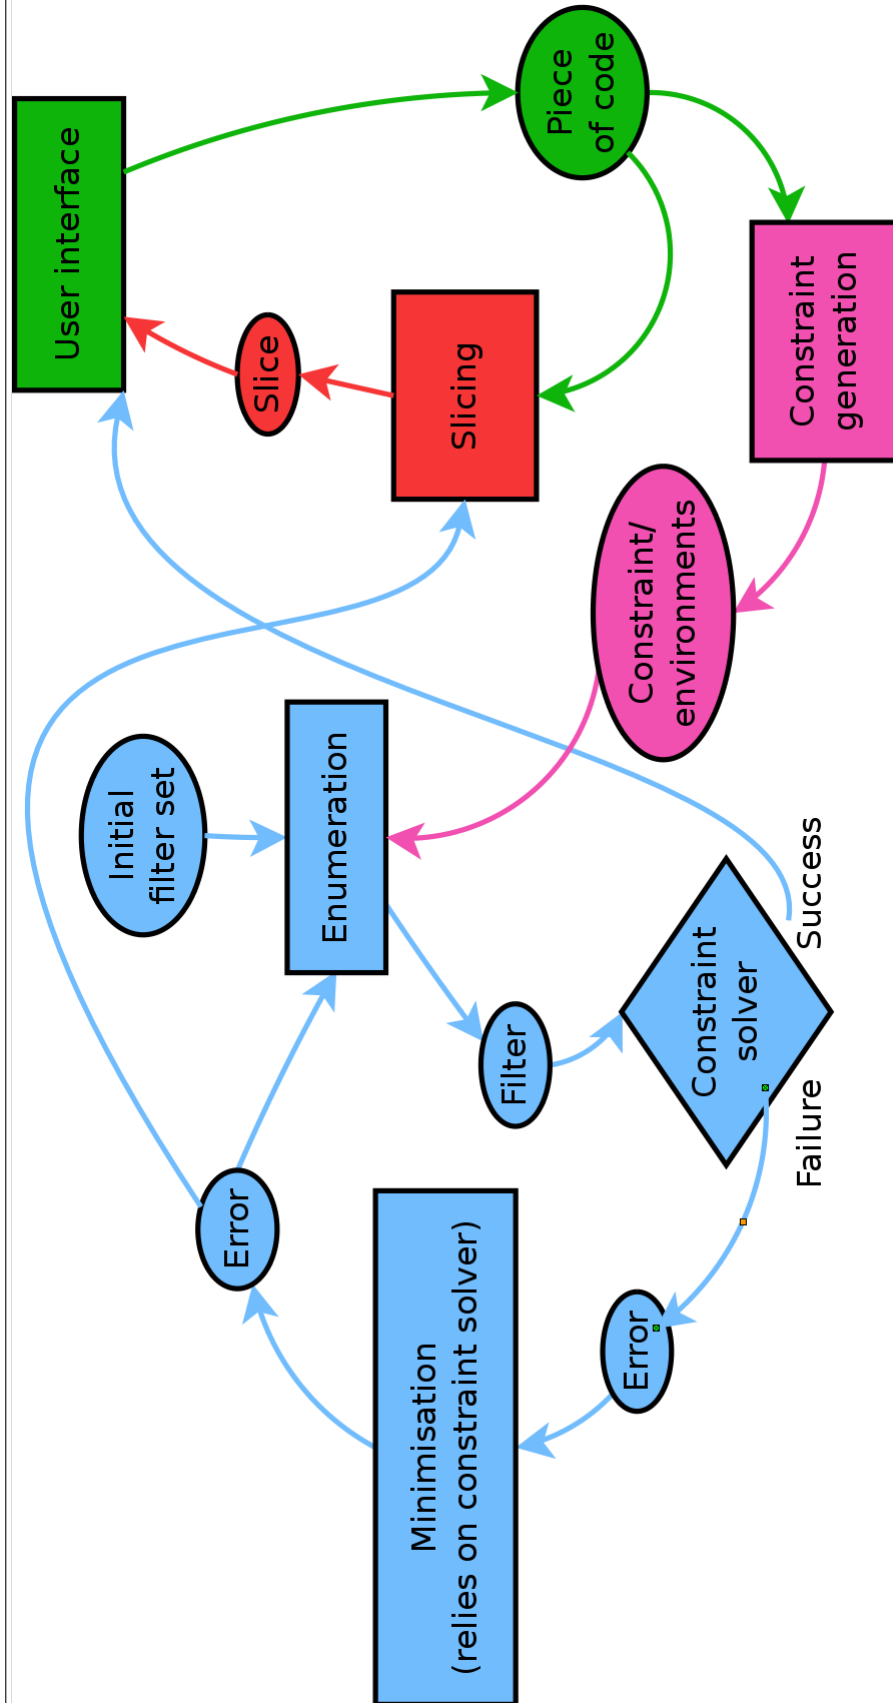 User interface
Initial
filter set
Error
Slice
Enumeration
Minimisation
(relies on constraint solver)
Slicing
Filter
Piece
of code
Error
Constraint/
environments
Constraint
solver
Failure
Success
Constraint
generation